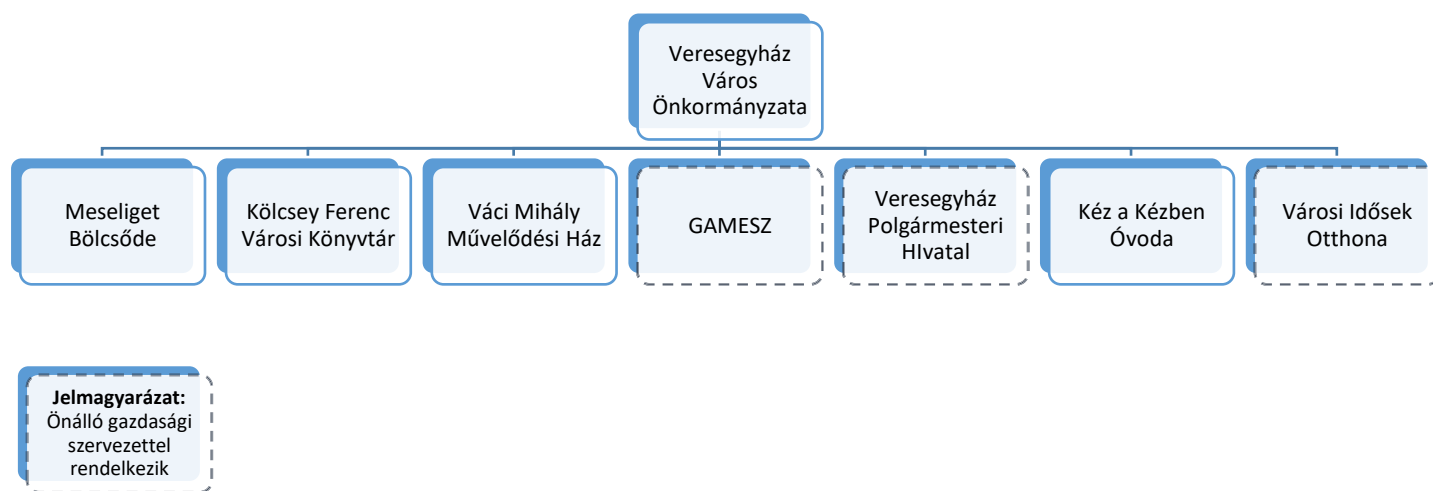 Veresegyház
Város
Önkormányzata
Meseliget
Bölcsőde
Kölcsey Ferenc
Városi Könyvtár
Váci Mihály
Művelődési Ház
GAMESZ
Veresegyház
Polgármesteri
HIvatal
Kéz a Kézben
Óvoda
Városi Idősek
Otthona
Jelmagyarázat:
Önálló gazdasági
szervezettel
rendelkezik